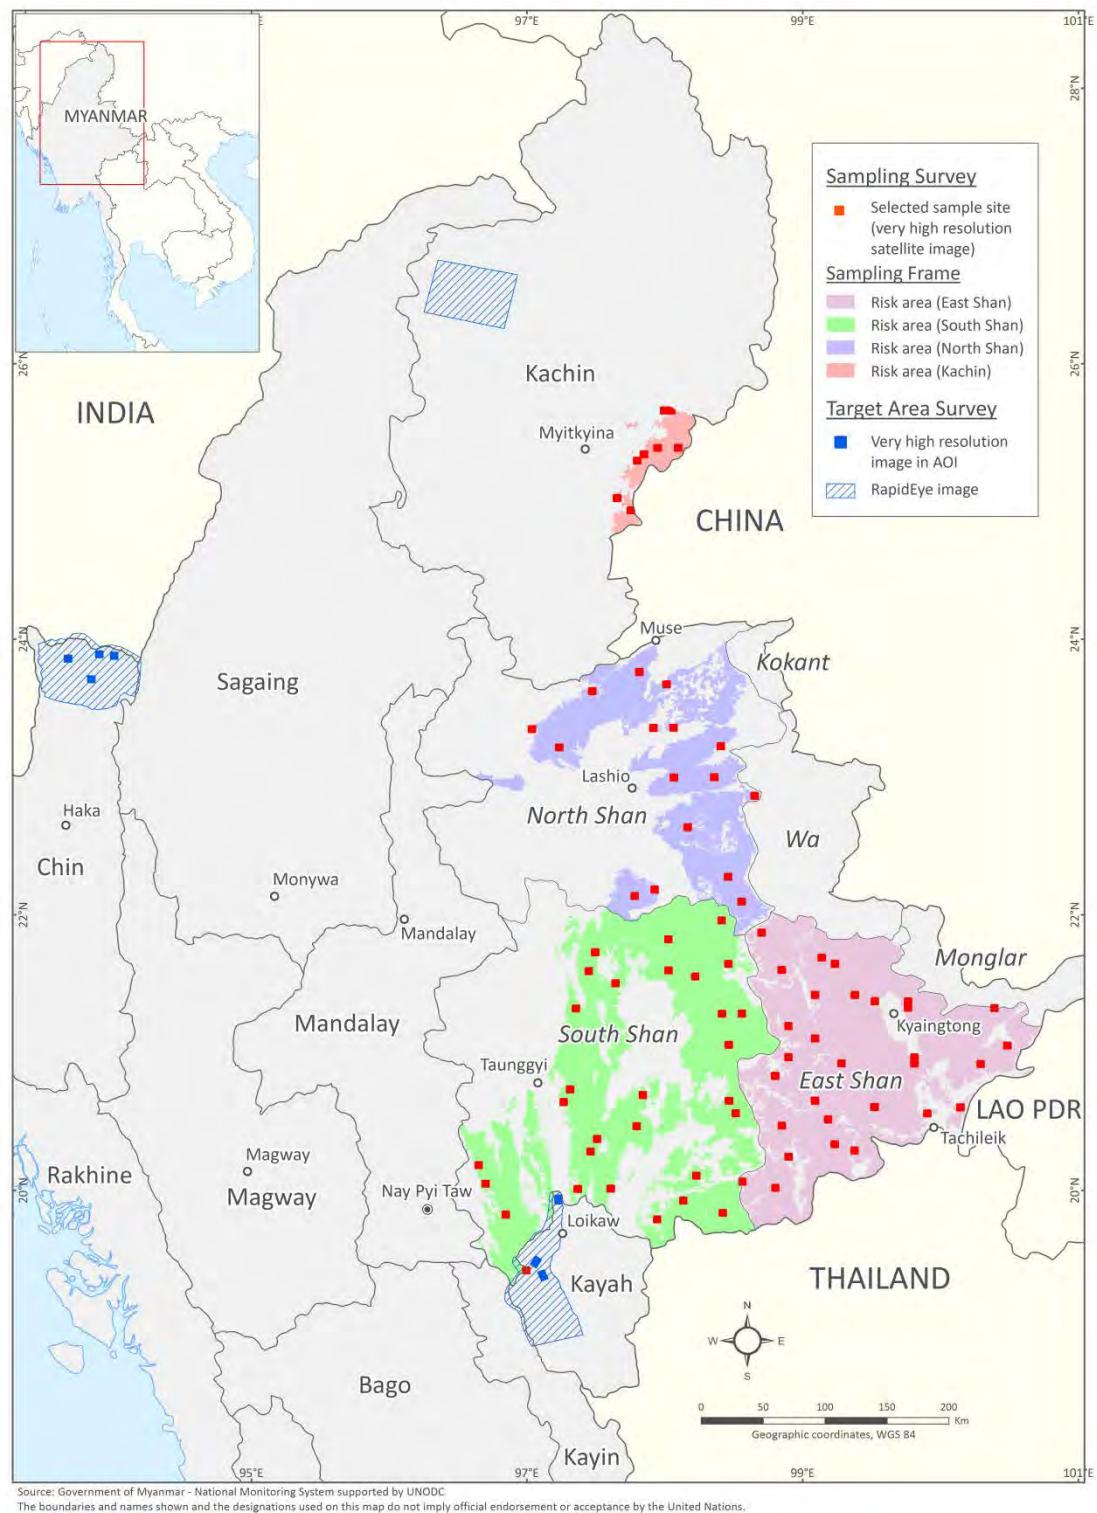 97°E
99°E
101°E
E
MYANMAR
28°N
28°N
Sampling Survey
Selected sample site
(very high resolution
satellite image)
Sampling Frame
Risk area (East Shan)
Risk area (South Shan)
Risk area (North Shan)
Risk area (Kachin)
Target Area Survey
Very high resolution
image in AOI
RapidEye image
26°N
26°N
Kachin
INDIA
Myitkyina
CHINA
24°N
24°N
Muse
Kokant
Sagaing
Lashio
North Shan
Haka
Wa
Chin
Monywa
22°N
22°N
Mandalay
Monglar
Mandalay
South Shan
Kyaingtong
Taunggyi
East Shan
LAO PDR
Tachileik
Rakhine
Magway
Magway
Nay Pyi Taw
20°N
20°N
Loikaw
Kayah
THAILAND
N
W
E
S
Bago
0
50
100
150
200
Km
Geographic coordinates, WGS 84
Kayin
95°E
97°E
99°E
101°E
Source: Government of Myanmar - National Monitoring System supported by UNODC
The boundaries and names shown and the designations used on this map do not imply official endorsement or acceptance by the United Nations.